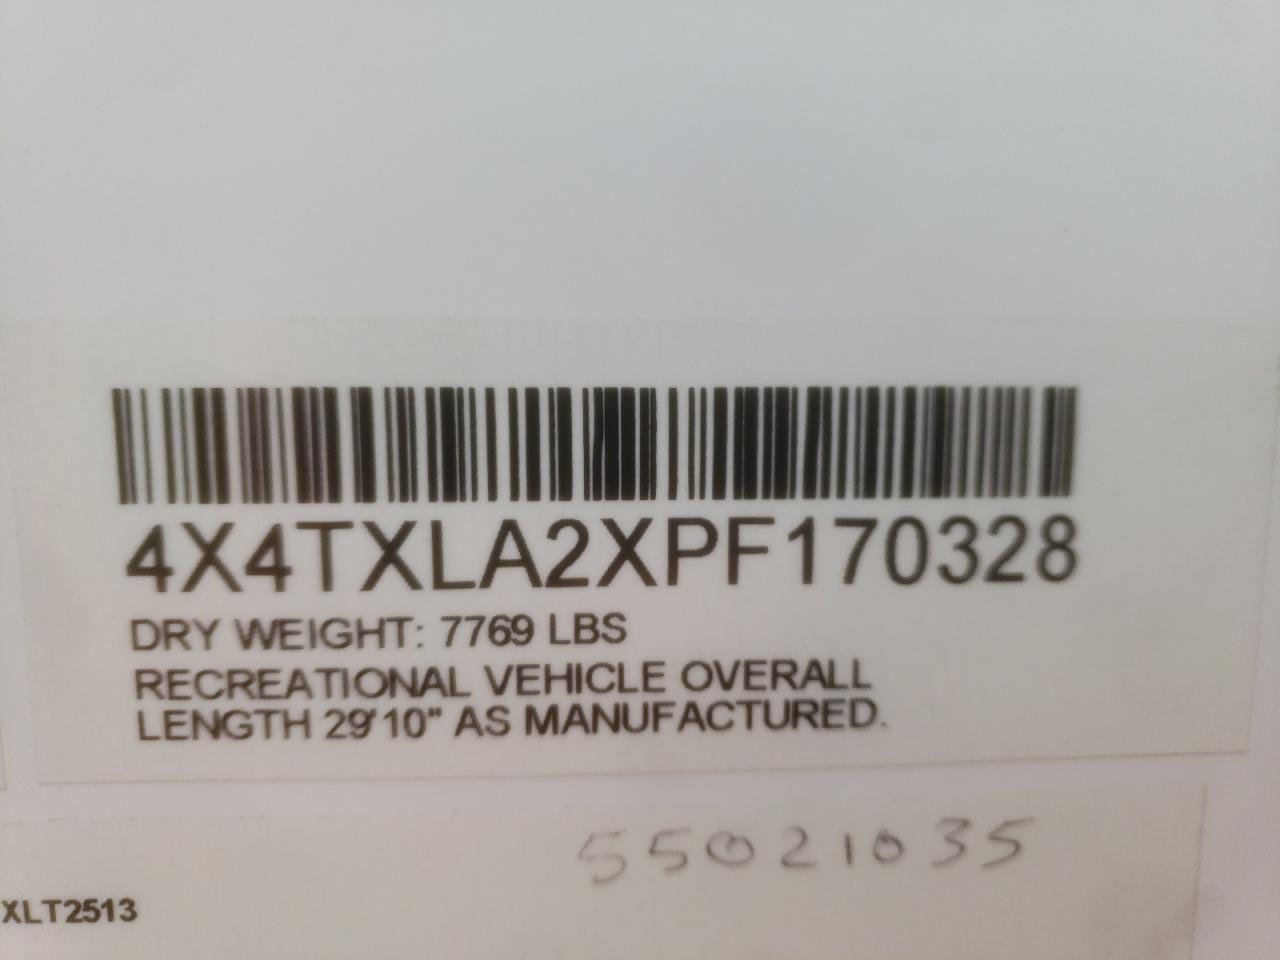 4X4TXLA2XPF170328
DRY WEIGHT: 7769 LBS
RECREATIONAL VEHICLE OVERALL
LENGTH 29'10" AS MANUFACTURED.
55021035
XLT2513